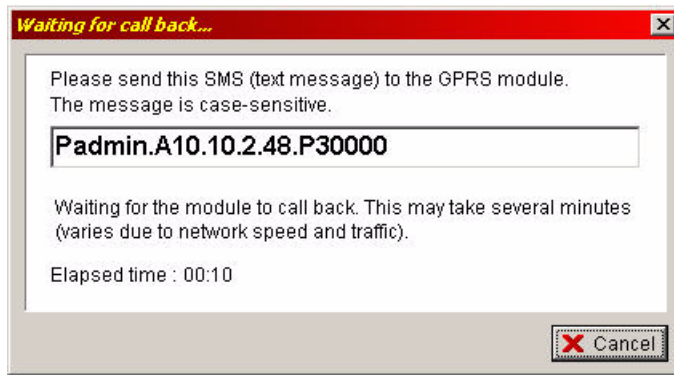 Waiting for call back...
Please send this SMS (text message) to the GPRS module.
The message is case-sensitive.
Padmin.A10.10.2.48.P30000
Waiting for the module to call back. This may take several minutes
(varies due to network speed and traffic).
Elapsed time : 00:10
Cancel